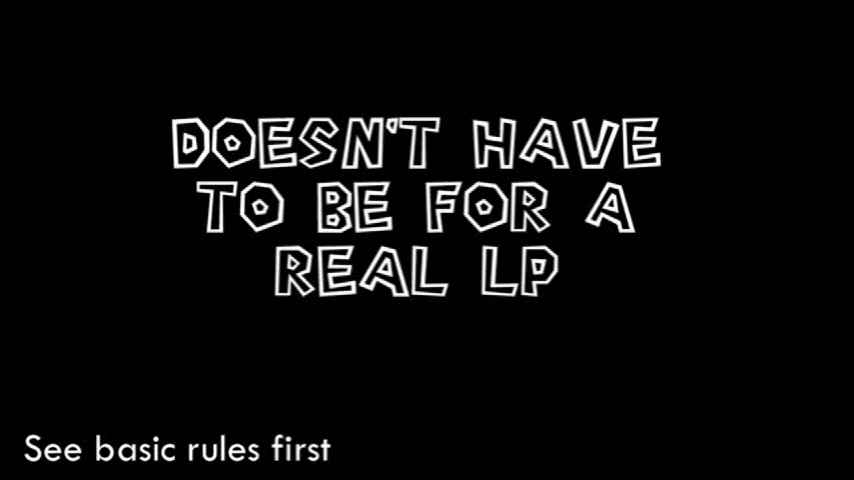 DOESN'T HAVE
TO BE FOR A
REAL LP
See basic rules first